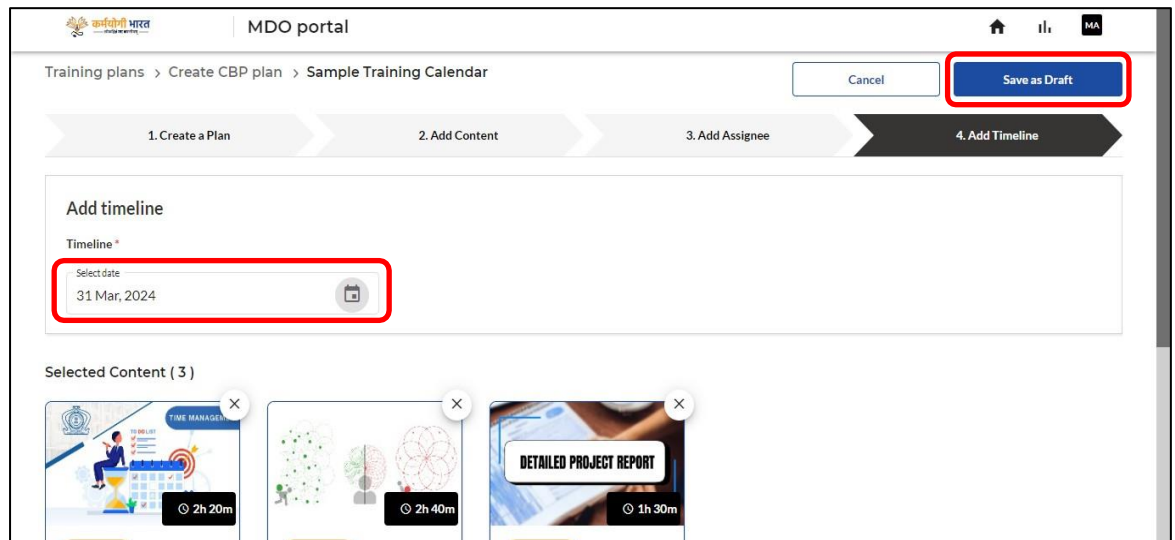 कर्मयोगी भारत
MDO portal
MA
Training plans > Create CBP plan > Sample Training Calendar
Cancel
Save as Draft
1. Create a Plan
2. Add Content
3. Add Assignee
4. Add Timeline
Add timeline
Timeline *
Select date
31 Mar, 2024
Selected Content ( 3 )
TIME MANAGEM
TO DO LIST
2h 20m
2h 40m
DETAILED PROJECT REPORT
1h 30m